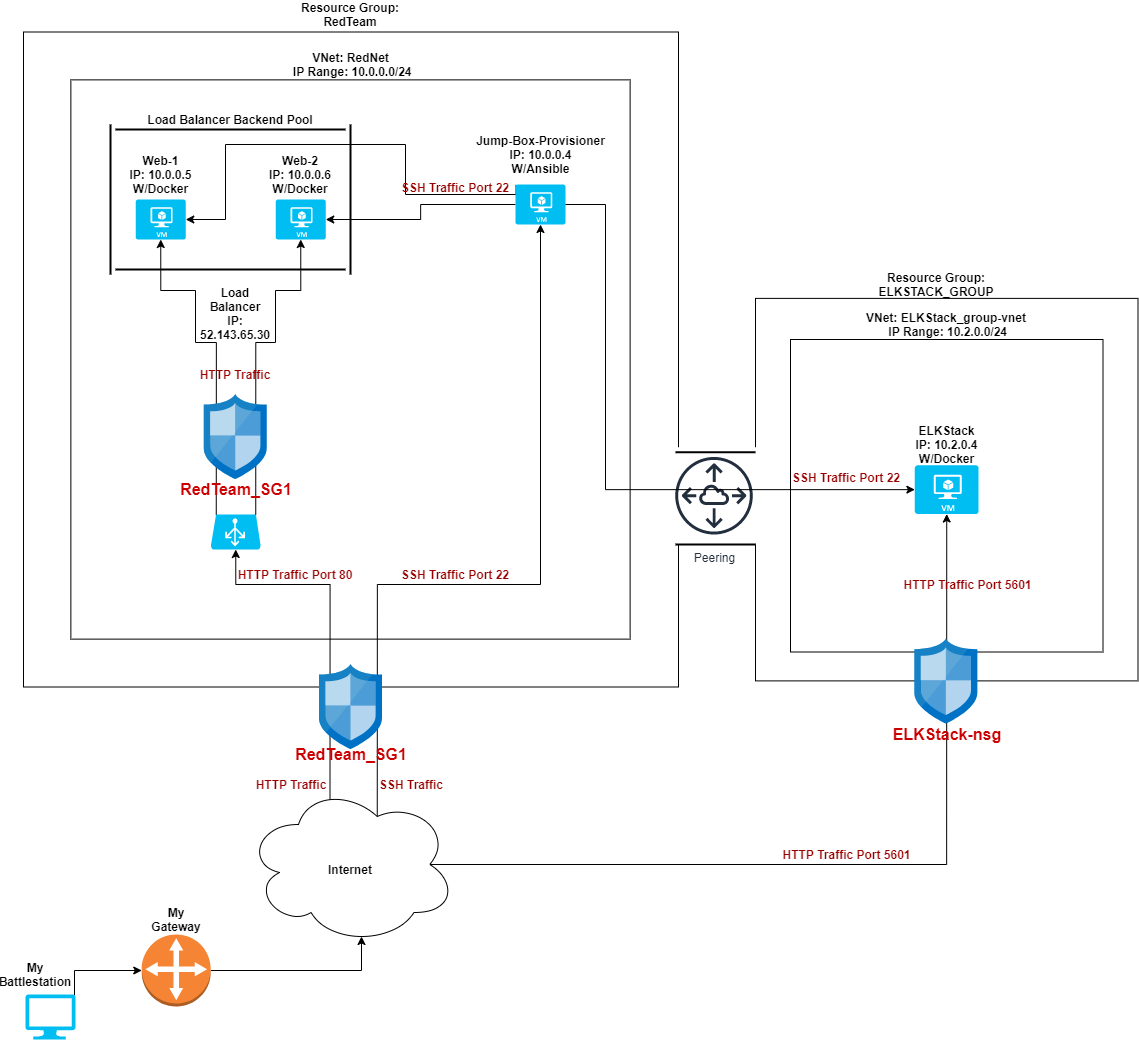 Resource Group:
RedTeam
VNet: RedNet
IP Range: 10.0.0.0/24
Load Balancer Backend Pool
Web-1
IP: 10.0.0.5
W/Docker
VM
Web-2
IP: 10.0.0.6
W/Docker
VM
Jump-Box-Provisioner
IP: 10.0.0.4
W/Ansible
VM
SSH Traffic Port 22
Load
Balancer
IP:
52.143.65.30
HTTP Traffic
RedTeam_SG1
HTTP Traffic Port 80
SSH Traffic Port 22
Resource Group:
ELKSTACK_GROUP
VNet: ELKStack_group-vnet
IP Range: 10.2.0.0/24
ELKStack
IP: 10.2.0.4
W/Docker
VM
SSH Traffic Port 22
Peering
HTTP Traffic Port 5601
ELKStack-nsg
RedTeam_SG1
HTTP Traffic
SSH Traffic
HTTP Traffic Port 5601
Internet
My
Gateway
My
Battlestation